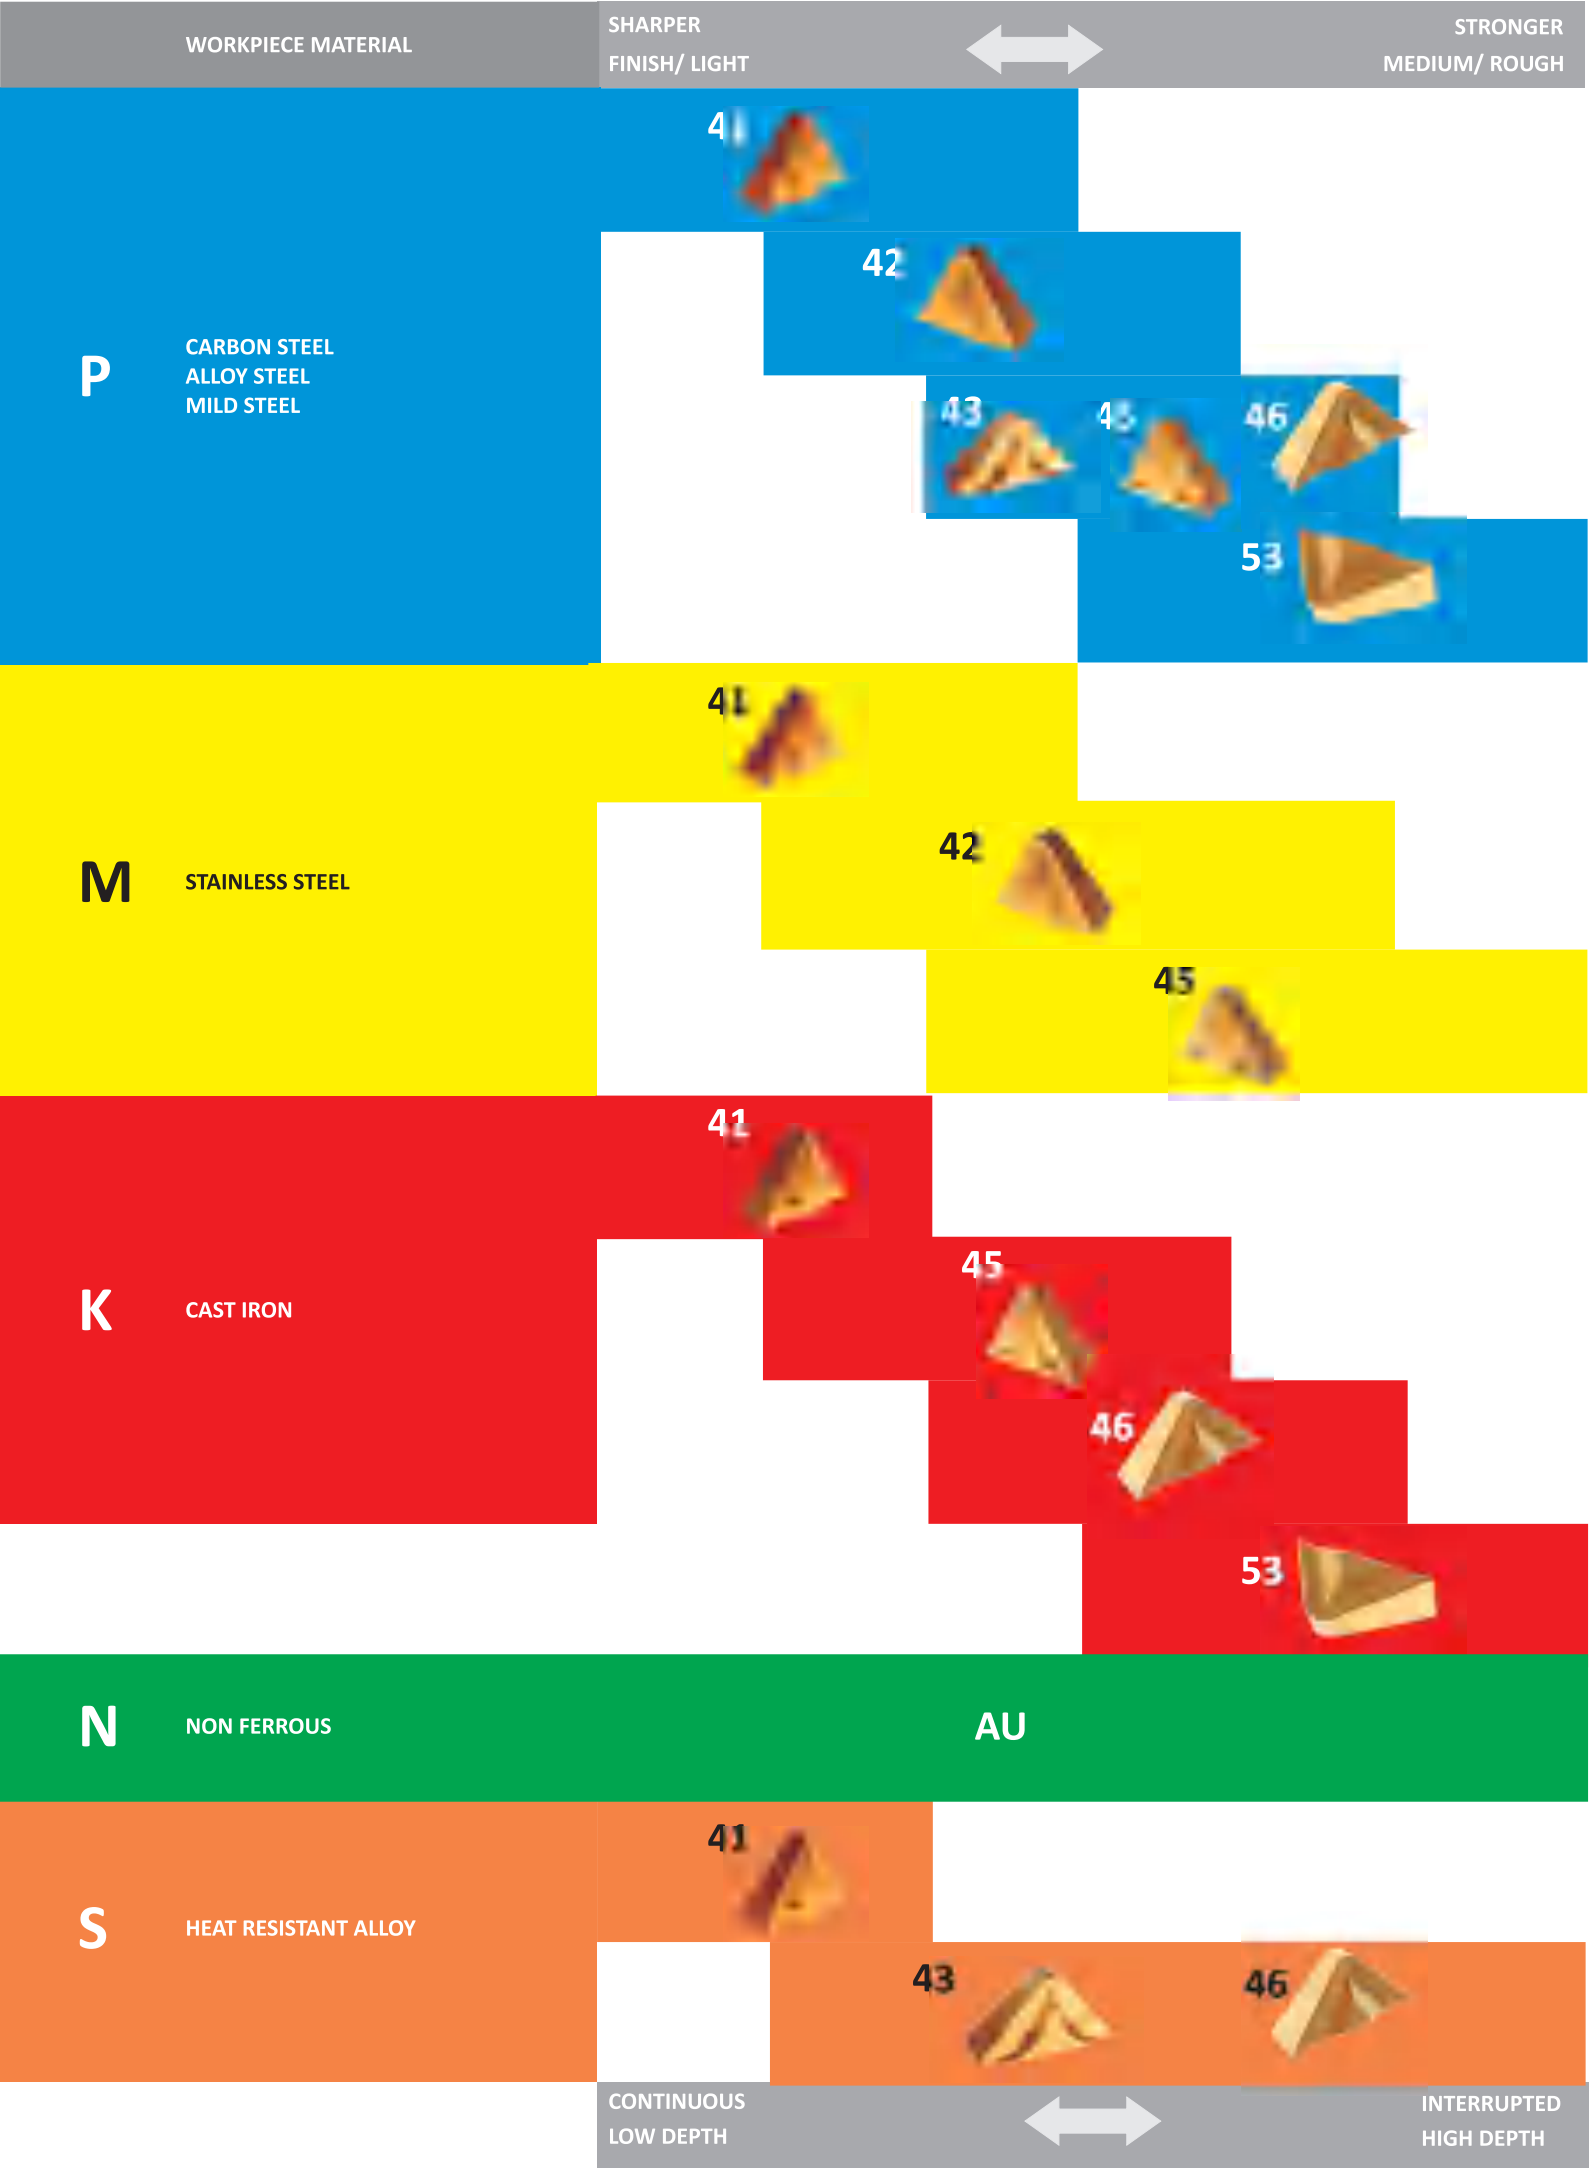 WORKPIECE MATERIAL
SHARPER
FINISH/ LIGHT
STRONGER
MEDIUM/ ROUGH
41
42
P
CARBON STEEL
ALLOY STEEL
MILD STEEL
43
45
46
53
41
42
M
STAINLESS STEEL
45
41
45
K
CAST IRON
46
53
N
NON FERROUS
AU
41
S
HEAT RESISTANT ALLOY
43
46
CONTINUOUS
LOW DEPTH
INTERRUPTED
HIGH DEPTH